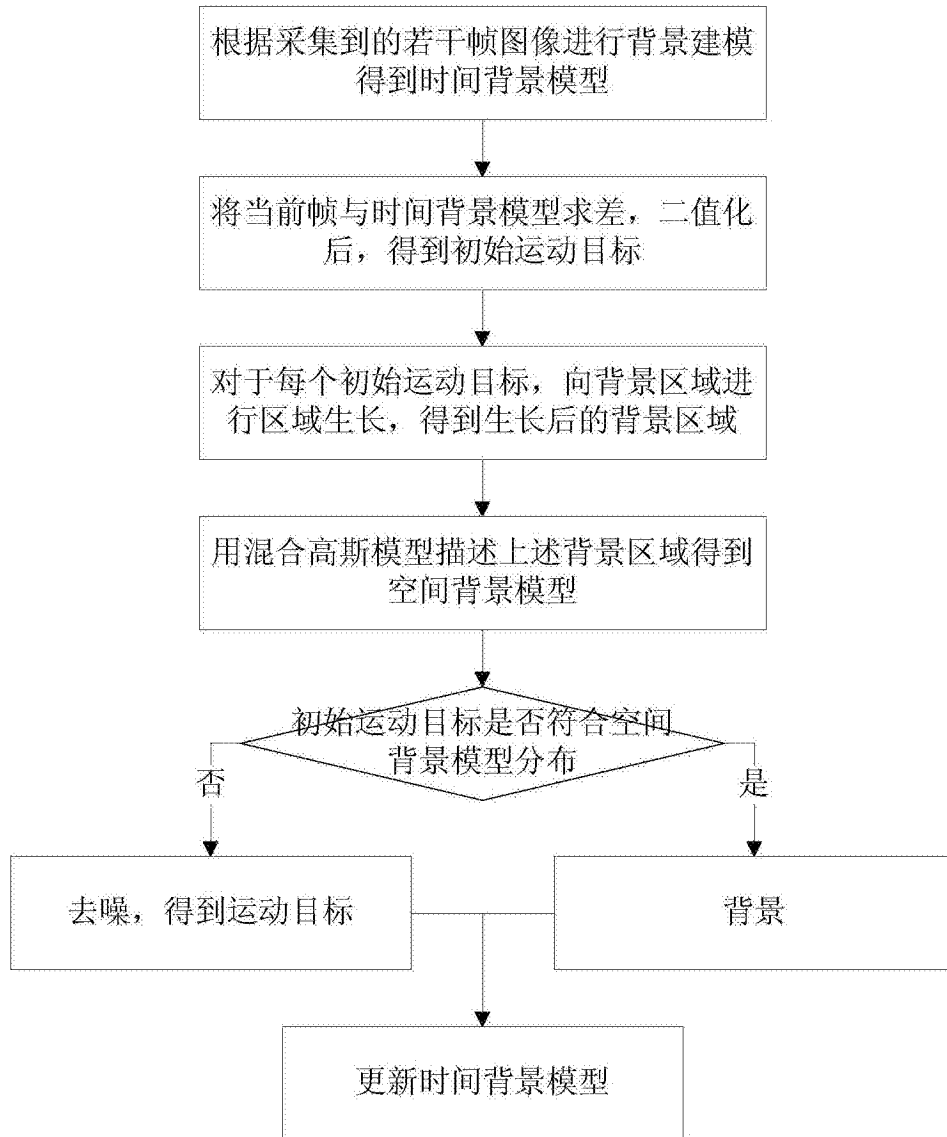 根据采集到的若干帧图像进行背景建模
得到时间背景模型
将当前帧与时间背景模型求差，二值化
后，得到初始运动目标
对于每个初始运动目标，向背景区域进
行区域生长，得到生长后的背景区域
用混合高斯模型描述上述背景区域得到
空间背景模型
初始运动目标是否符合空间
背景模型分布
否
是
去噪，得到运动目标
背景
更新时间背景模型